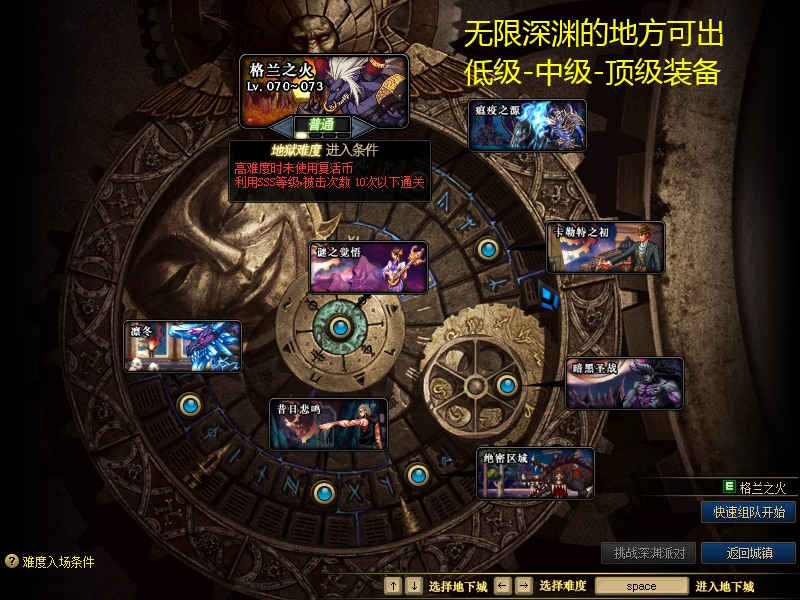 无限深渊的地方可出
低级-中级-顶级装备
格兰之火
Lv. 070~073
普通
地狱难度 进入条件
高难度时未使用复活币
利用SSS等级,被击次数 10次以下通关
瘟疫之源
卡勒特之初
谜之觉悟
凛冬
暗黑圣战
昔日悲鸣
绝密区域
E 格兰之火
快速组队开始
挑战深渊派对
返回城镇
? 难度入场条件
↑ ↓ 选择地下城 ← → 选择难度 space 进入地下城